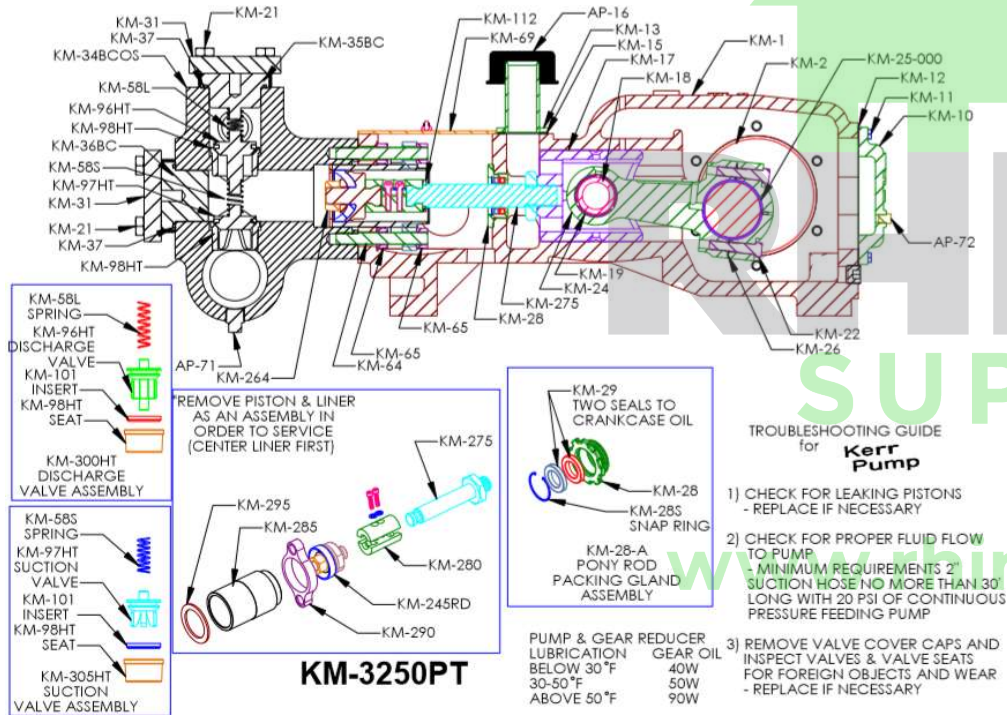 KM-21
KM-31
KM-37
KM-34BCOS
KM-35BC
KM-58L
KM-96HT
KM-98HT
KM-36BC
KM-58S
KM-97HT
KM-31
KM-21
KM-37
KM-98HT
AP-71
KM-112
KM-69
AP-16
KM-13
KM-15
KM-17
KM-18
KM-1
KM-2
KM-25-000
KM-12
KM-11
KM-10
AP-72
KM-19
KM-24
KM-275
KM-28
KM-22
KM-26
KM-65
KM-65
KM-64
KM-264
KM-58L
SPRING
KM-96HT
DISCHARGE
VALVE
KM-101
INSERT
KM-98HT
SEAT
KM-300HT
DISCHARGE
VALVE ASSEMBLY
KM-58S
SPRING
KM-97HT
SUCTION
VALVE
KM-101
INSERT
KM-98HT
SEAT
KM-305HT
SUCTION
VALVE ASSEMBLY
*REMOVE PISTON & LINER
AS AN ASSEMBLY IN
ORDER TO SERVICE
(CENTER LINER FIRST)
KM-275
KM-295
KM-285
KM-280
KM-245RD
KM-290
KM-3250PT
KM-29
TWO SEALS TO
CRANKCASE OIL
KM-28
KM-28S
SNAP RING
KM-28-A
PONY ROD
PACKING GLAND
ASSEMBLY
PUMP & GEAR REDUCER
LUBRICATION GEAR OIL
BELOW 30°F 40W
30-50°F 50W
ABOVE 50°F 90W
TROUBLESHOOTING GUIDE
for Kerr
Pump
1) CHECK FOR LEAKING PISTONS
- REPLACE IF NECESSARY
2) CHECK FOR PROPER FLUID FLOW
TO PUMP
- MINIMUM REQUIREMENTS 2"
SUCTION HOSE NO MORE THAN 30'
LONG WITH 20 PSI OF CONTINUOUS
PRESSURE FEEDING PUMP
3) REMOVE VALVE COVER CAPS AND
INSPECT VALVES & VALVE SEATS
FOR FOREIGN OBJECTS AND WEAR
- REPLACE IF NECESSARY
SUP
www.rhin